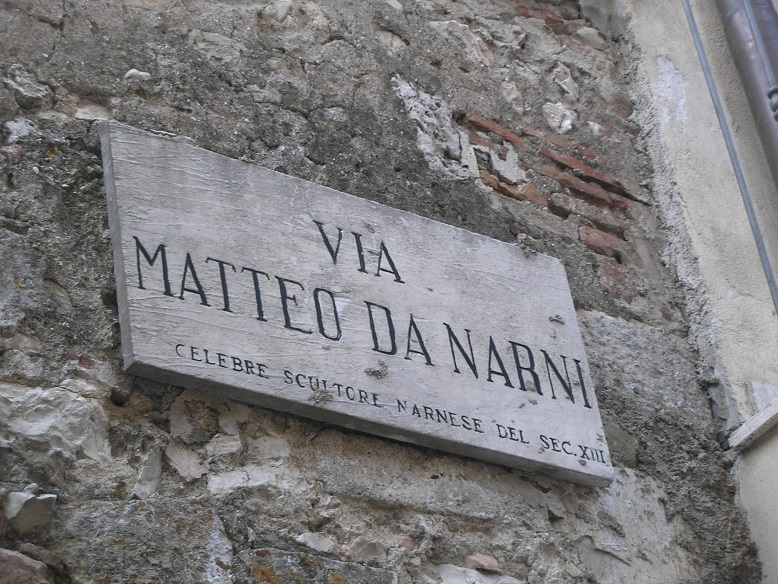 VIA
MATTEO DA NARNI
CELEBRE SCULTORE NARNESE DEL SEC. XIII